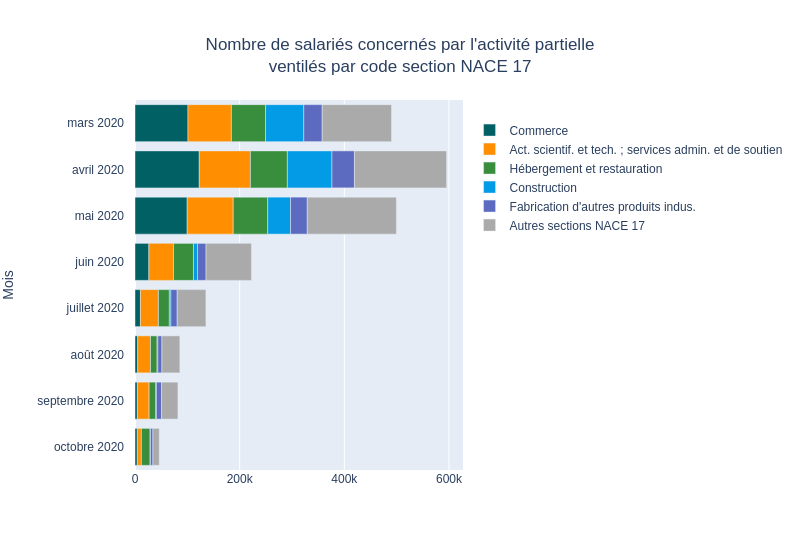 Nombre de salariés concernés par l'activité partielle
ventilés par code section NACE 17
Mois
mars 2020
avril 2020
mai 2020
juin 2020
juillet 2020
août 2020
septembre 2020
octobre 2020
0
200k
400k
600k
Commerce
Act. scientif. et tech. ; services admin. et de soutien
Hébergement et restauration
Construction
Fabrication d'autres produits indus.
Autres sections NACE 17